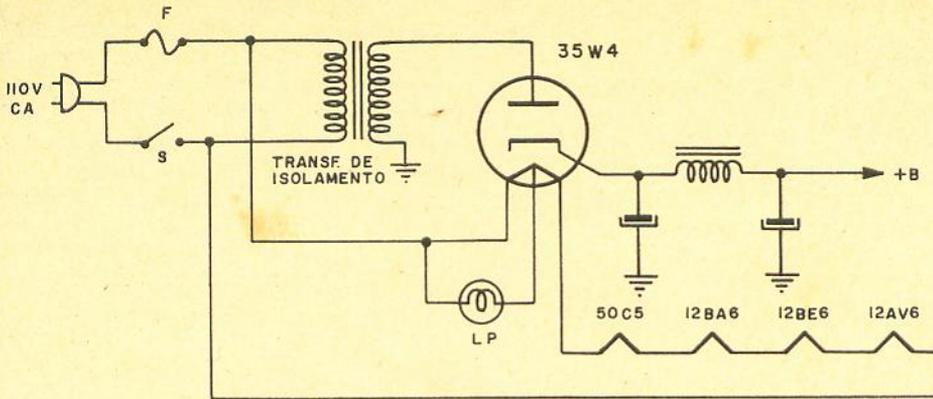 F
35W4
110V
CA
S
TRANSF. DE
ISOLAMENTO
+B
LP
50C5
12BA6
12BE6
12AV6